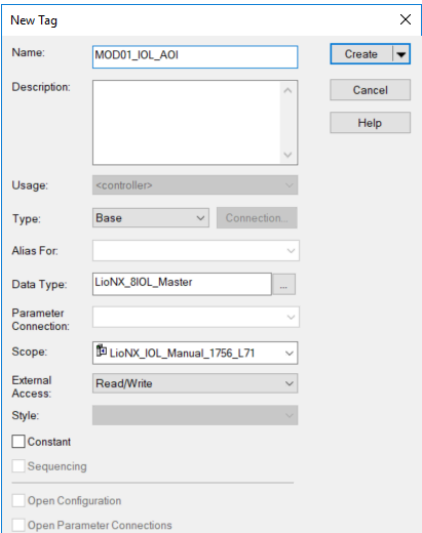 New Tag
Name: MOD01_IOL_AOI Create
Description: Cancel
Help
Usage: <controller>
Type: Base Connection...
Alias For:
Data Type: LioNX_8IOL_Master ...
Parameter
Connection:
Scope: LioNX_IOL_Manual_1756_L71
External
Access: Read/Write
Style:
Constant
Sequencing
Open Configuration
Open Parameter Connections